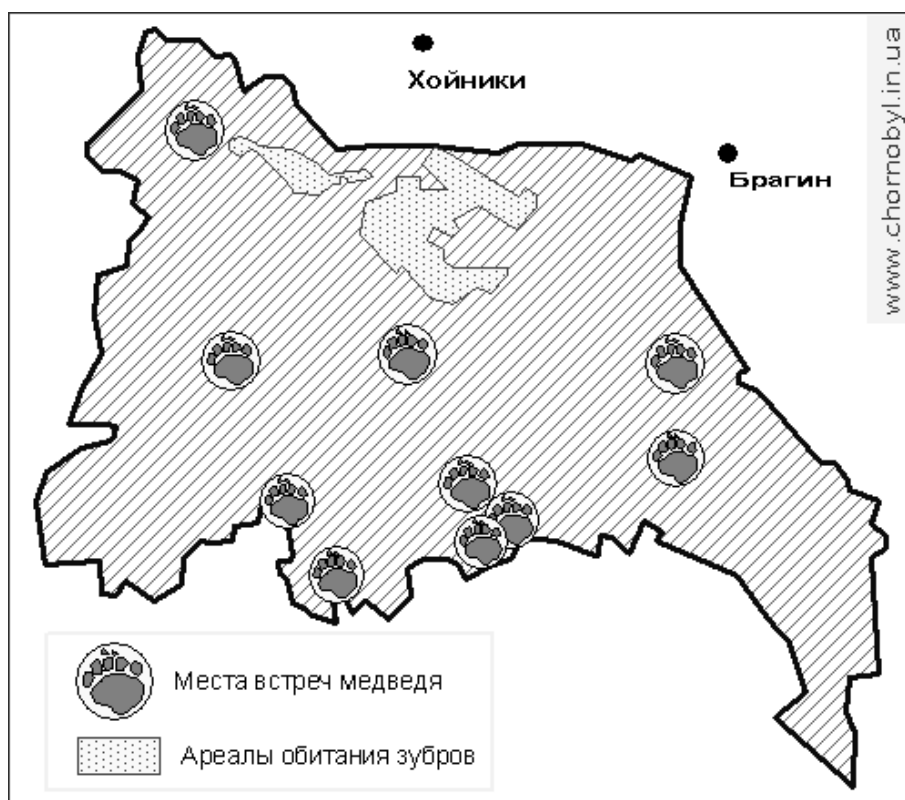 Хойники
Брагин
www.chornobyl.in.ua
Места встреч медведя
Ареалы обитания зубров